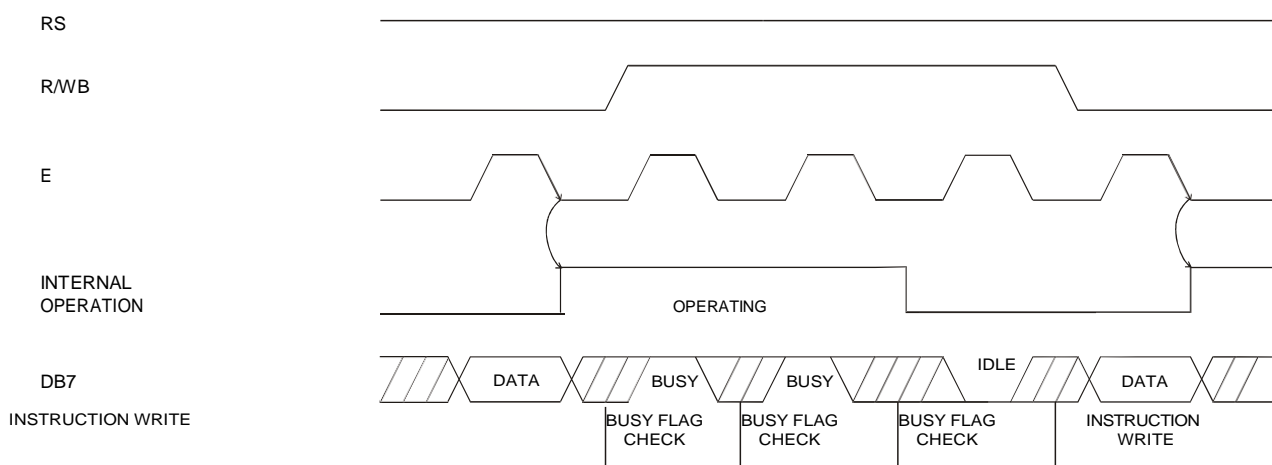 RS
R/WB
E
INTERNAL
OPERATION
OPERATING
DB7
DATA
BUSY
BUSY
IDLE
DATA
INSTRUCTION WRITE
BUSY FLAG
CHECK
BUSY FLAG
CHECK
BUSY FLAG
CHECK
INSTRUCTION
WRITE